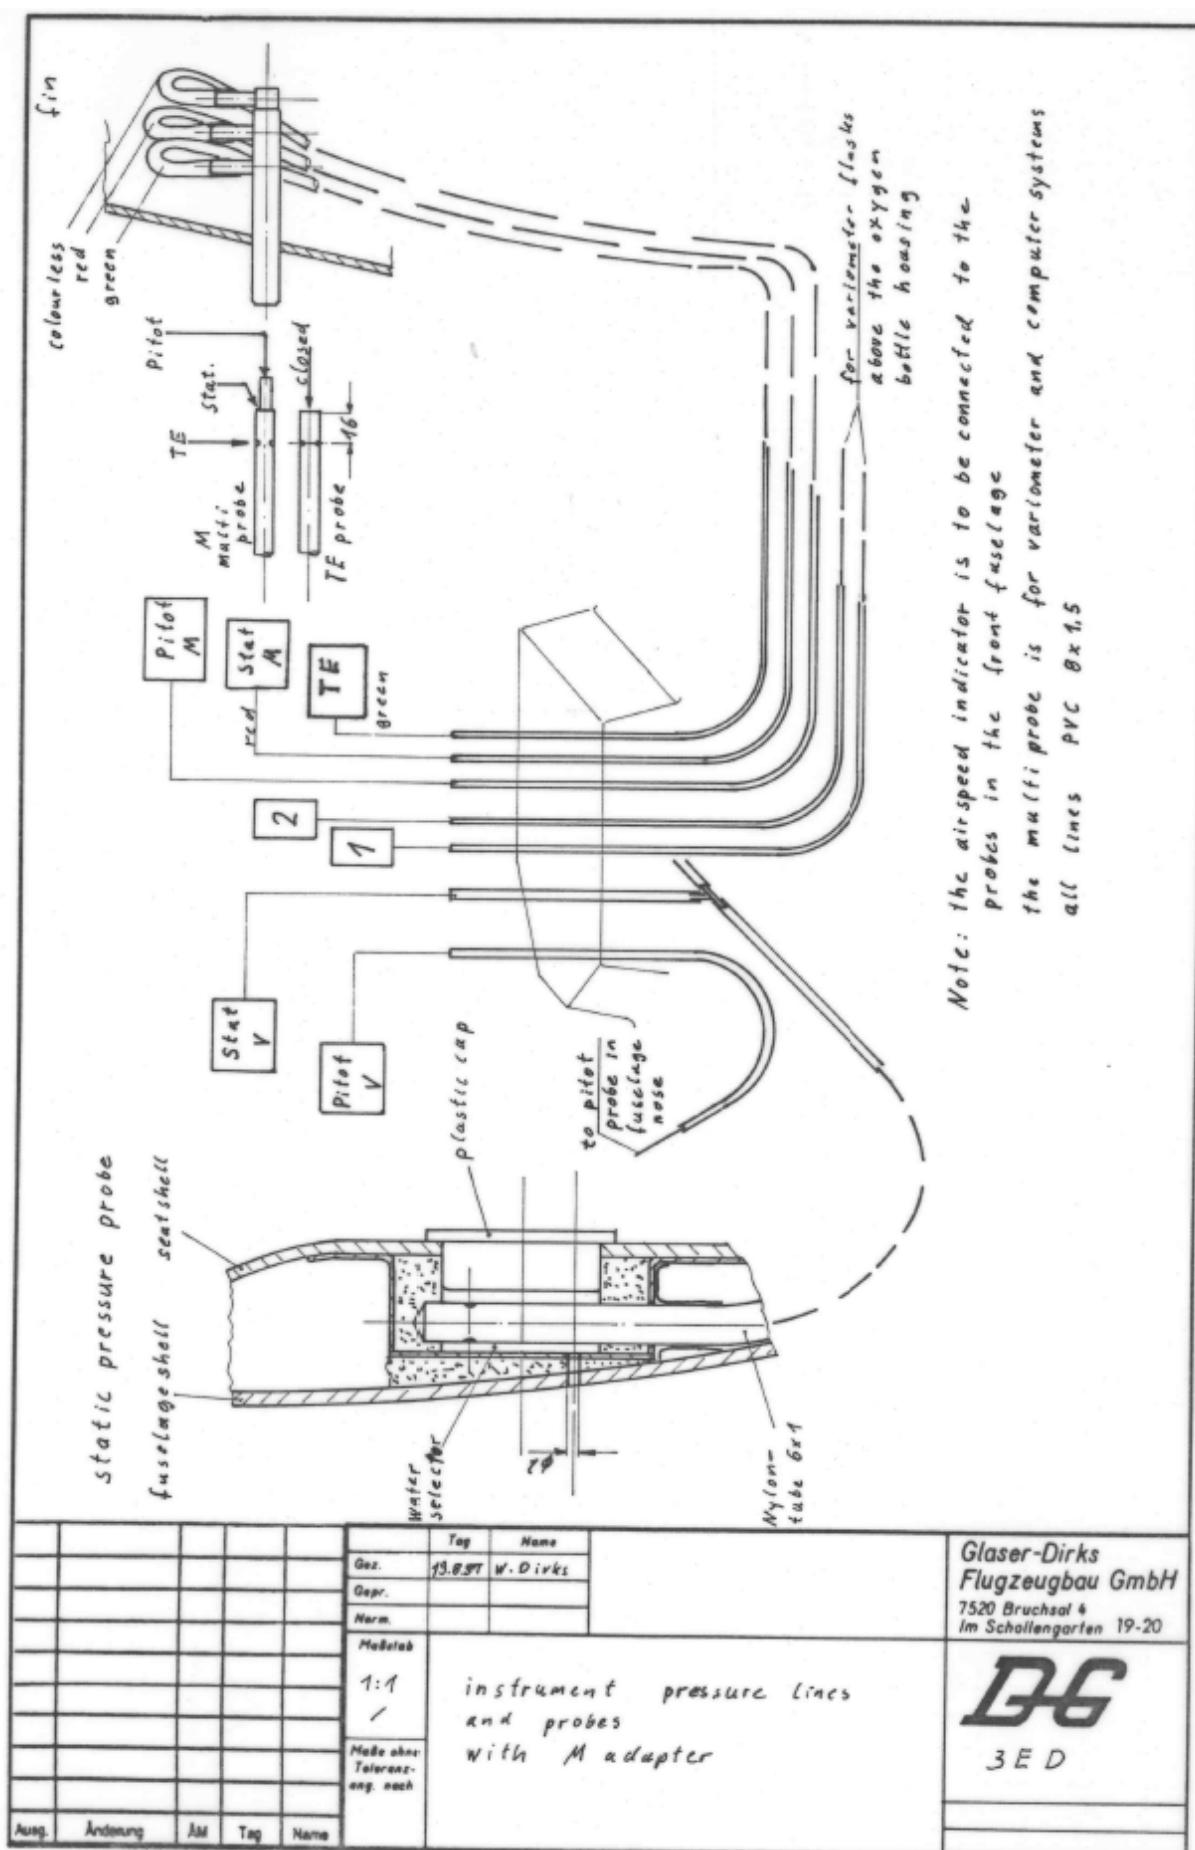 fin
colourless
red
green
Pitot
Stat.
TE
closed
16
M
multi
probe
TE probe
for variometer flasks
above the oxygen
bottle housing
Pitot
M
Stat
M
TE
red
green
2
1
Stat
V
Pitot
V
Note: the airspeed indicator is to be connected to the
probes in the front fuselage
the multi probe is for variometer and computer systems
all lines PVC 8x1,5
to pitot
probe in
fuselage
nose
plastic cap
static pressure probe
fuselage shell
seat shell
water
selector
Nylon-
tube 6x1
Tag Name
Gez. W. Dirks
Gepr.
Norm.
Maßstab
1:1
/
Maße ohne
Toleranz-
ang. nach
instrument pressure lines
and probes
with M adapter
Glaser-Dirks
Flugzeugbau GmbH
7520 Bruchsal 4
Im Schollengarten 19-20
DG
3 E D
Ausg. Änderung ÄM Tag Name